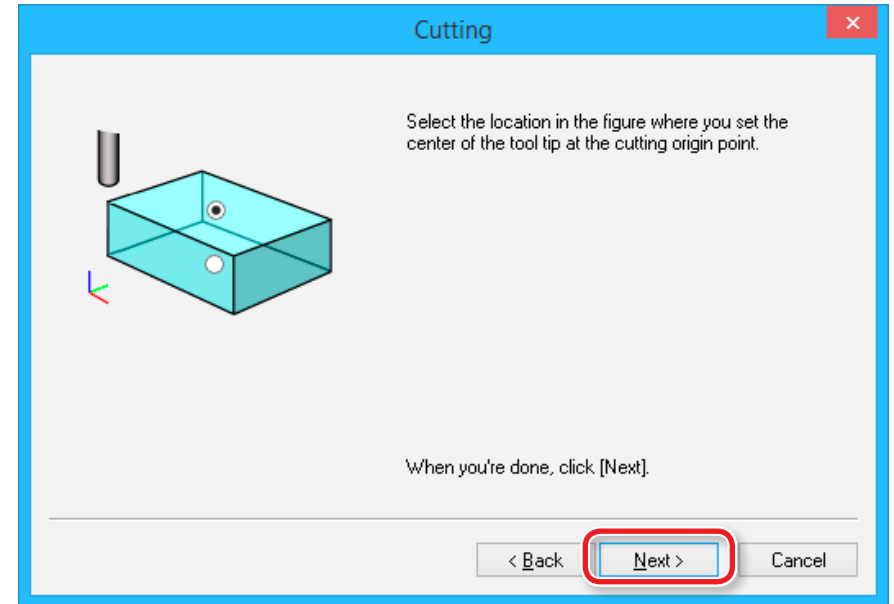 Cutting
Select the location in the figure where you set the
center of the tool tip at the cutting origin point.
When you're done, click [Next].
< Back
Next >
Cancel